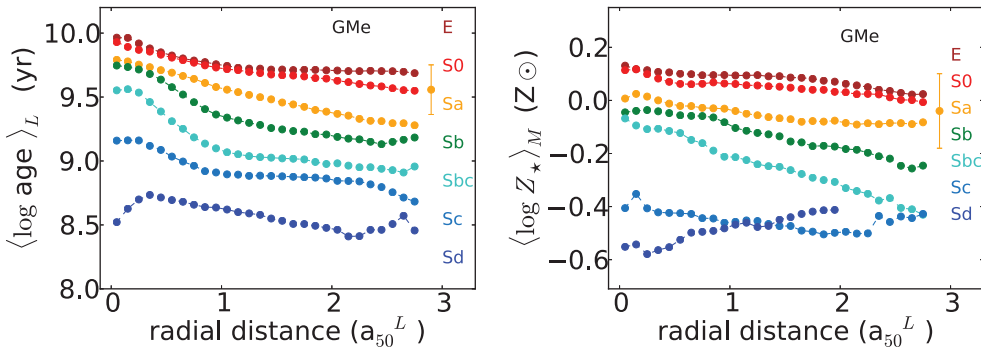 ⟨log age⟩L (yr)
10.0
9.5
9.0
8.5
8.0
GMe
E
S0
Sa
Sb
Sbc
Sc
Sd
0 1 2 3
radial distance (a50^L)
⟨log Z⋆⟩M (Z⊙)
0.2
0.0
−0.2
−0.4
−0.6
GMe
E
S0
Sa
Sb
Sbc
Sc
Sd
0 1 2 3
radial distance (a50^L)